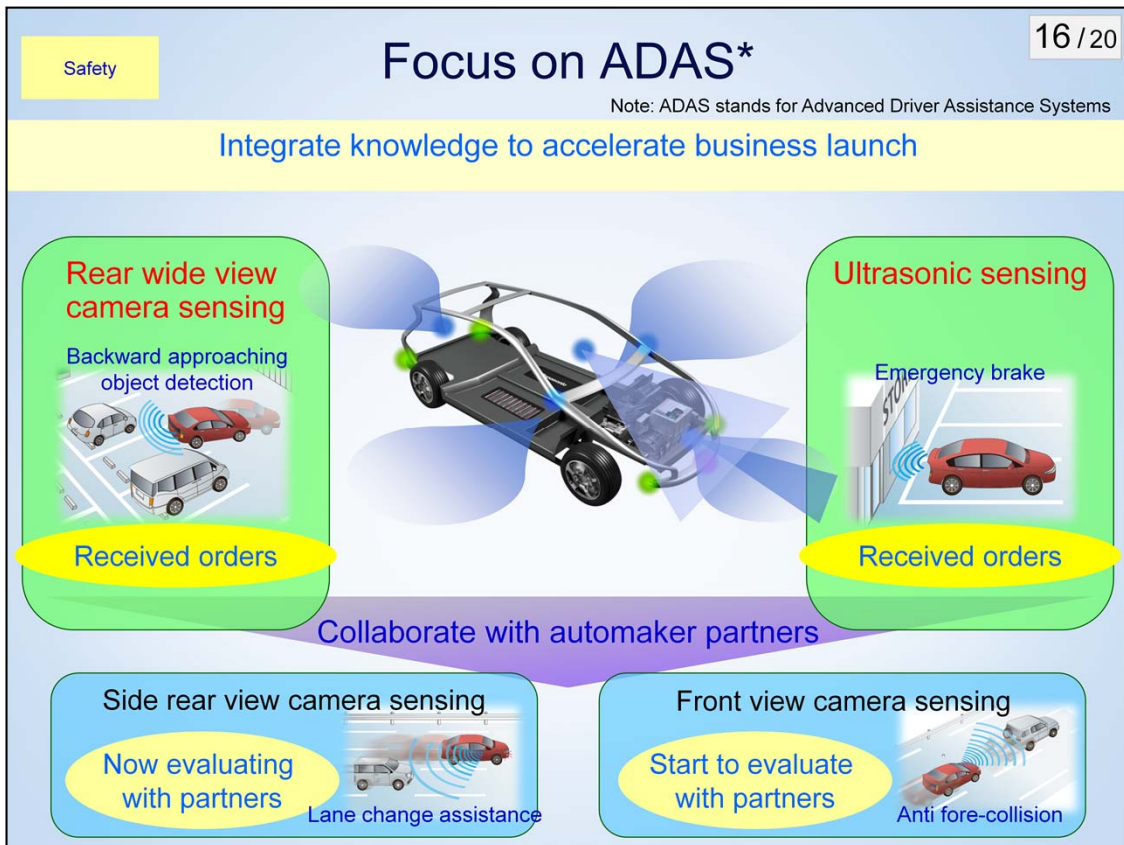 Safety
Focus on ADAS*
16 / 20
Note: ADAS stands for Advanced Driver Assistance Systems
Integrate knowledge to accelerate business launch
Rear wide view
camera sensing
Backward approaching
object detection
Received orders
Ultrasonic sensing
Emergency brake
STORE
Received orders
Collaborate with automaker partners
Side rear view camera sensing
Now evaluating
with partners
Lane change assistance
Front view camera sensing
Start to evaluate
with partners
Anti fore-collision